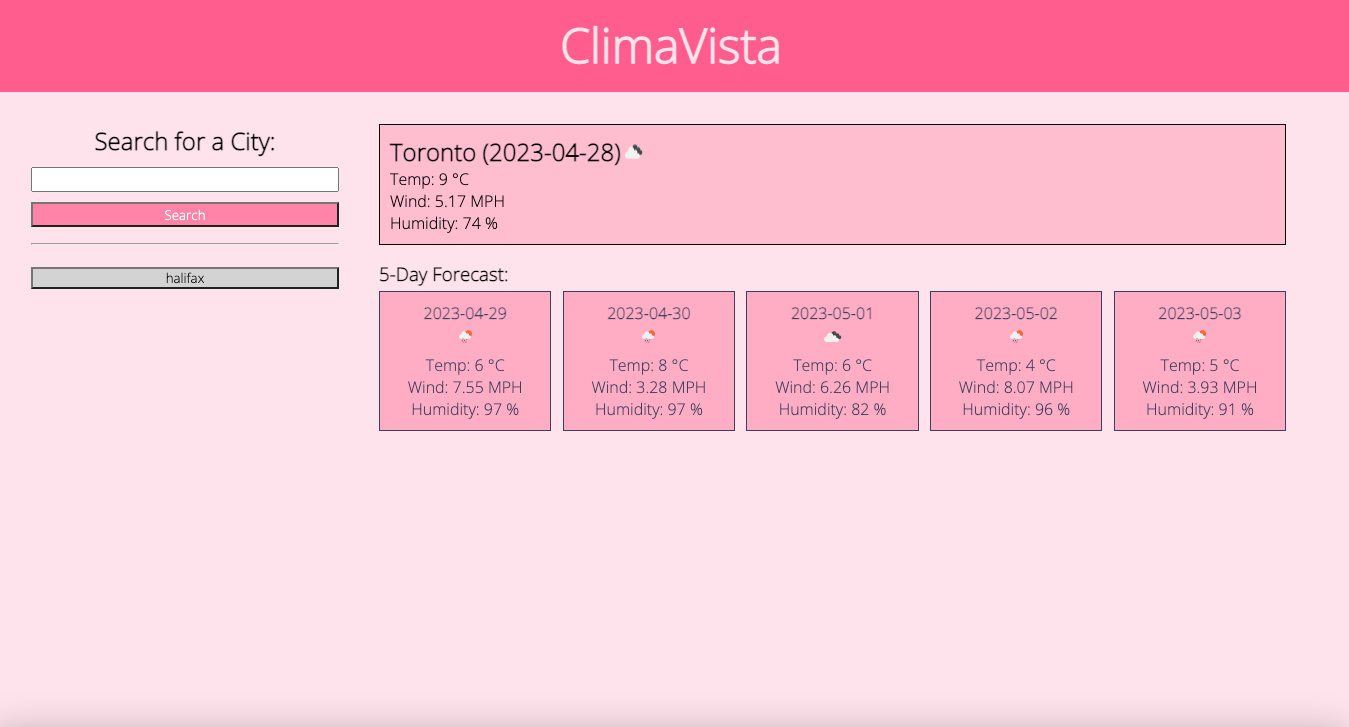 ClimaVista
Search for a City:
Search
halifax
Toronto (2023-04-28)
Temp: 9 °C
Wind: 5.17 MPH
Humidity: 74 %
5-Day Forecast:
2023-04-29
Temp: 6 °C
Wind: 7.55 MPH
Humidity: 97 %
2023-04-30
Temp: 8 °C
Wind: 3.28 MPH
Humidity: 97 %
2023-05-01
Temp: 6 °C
Wind: 6.26 MPH
Humidity: 82 %
2023-05-02
Temp: 4 °C
Wind: 8.07 MPH
Humidity: 96 %
2023-05-03
Temp: 5 °C
Wind: 3.93 MPH
Humidity: 91 %